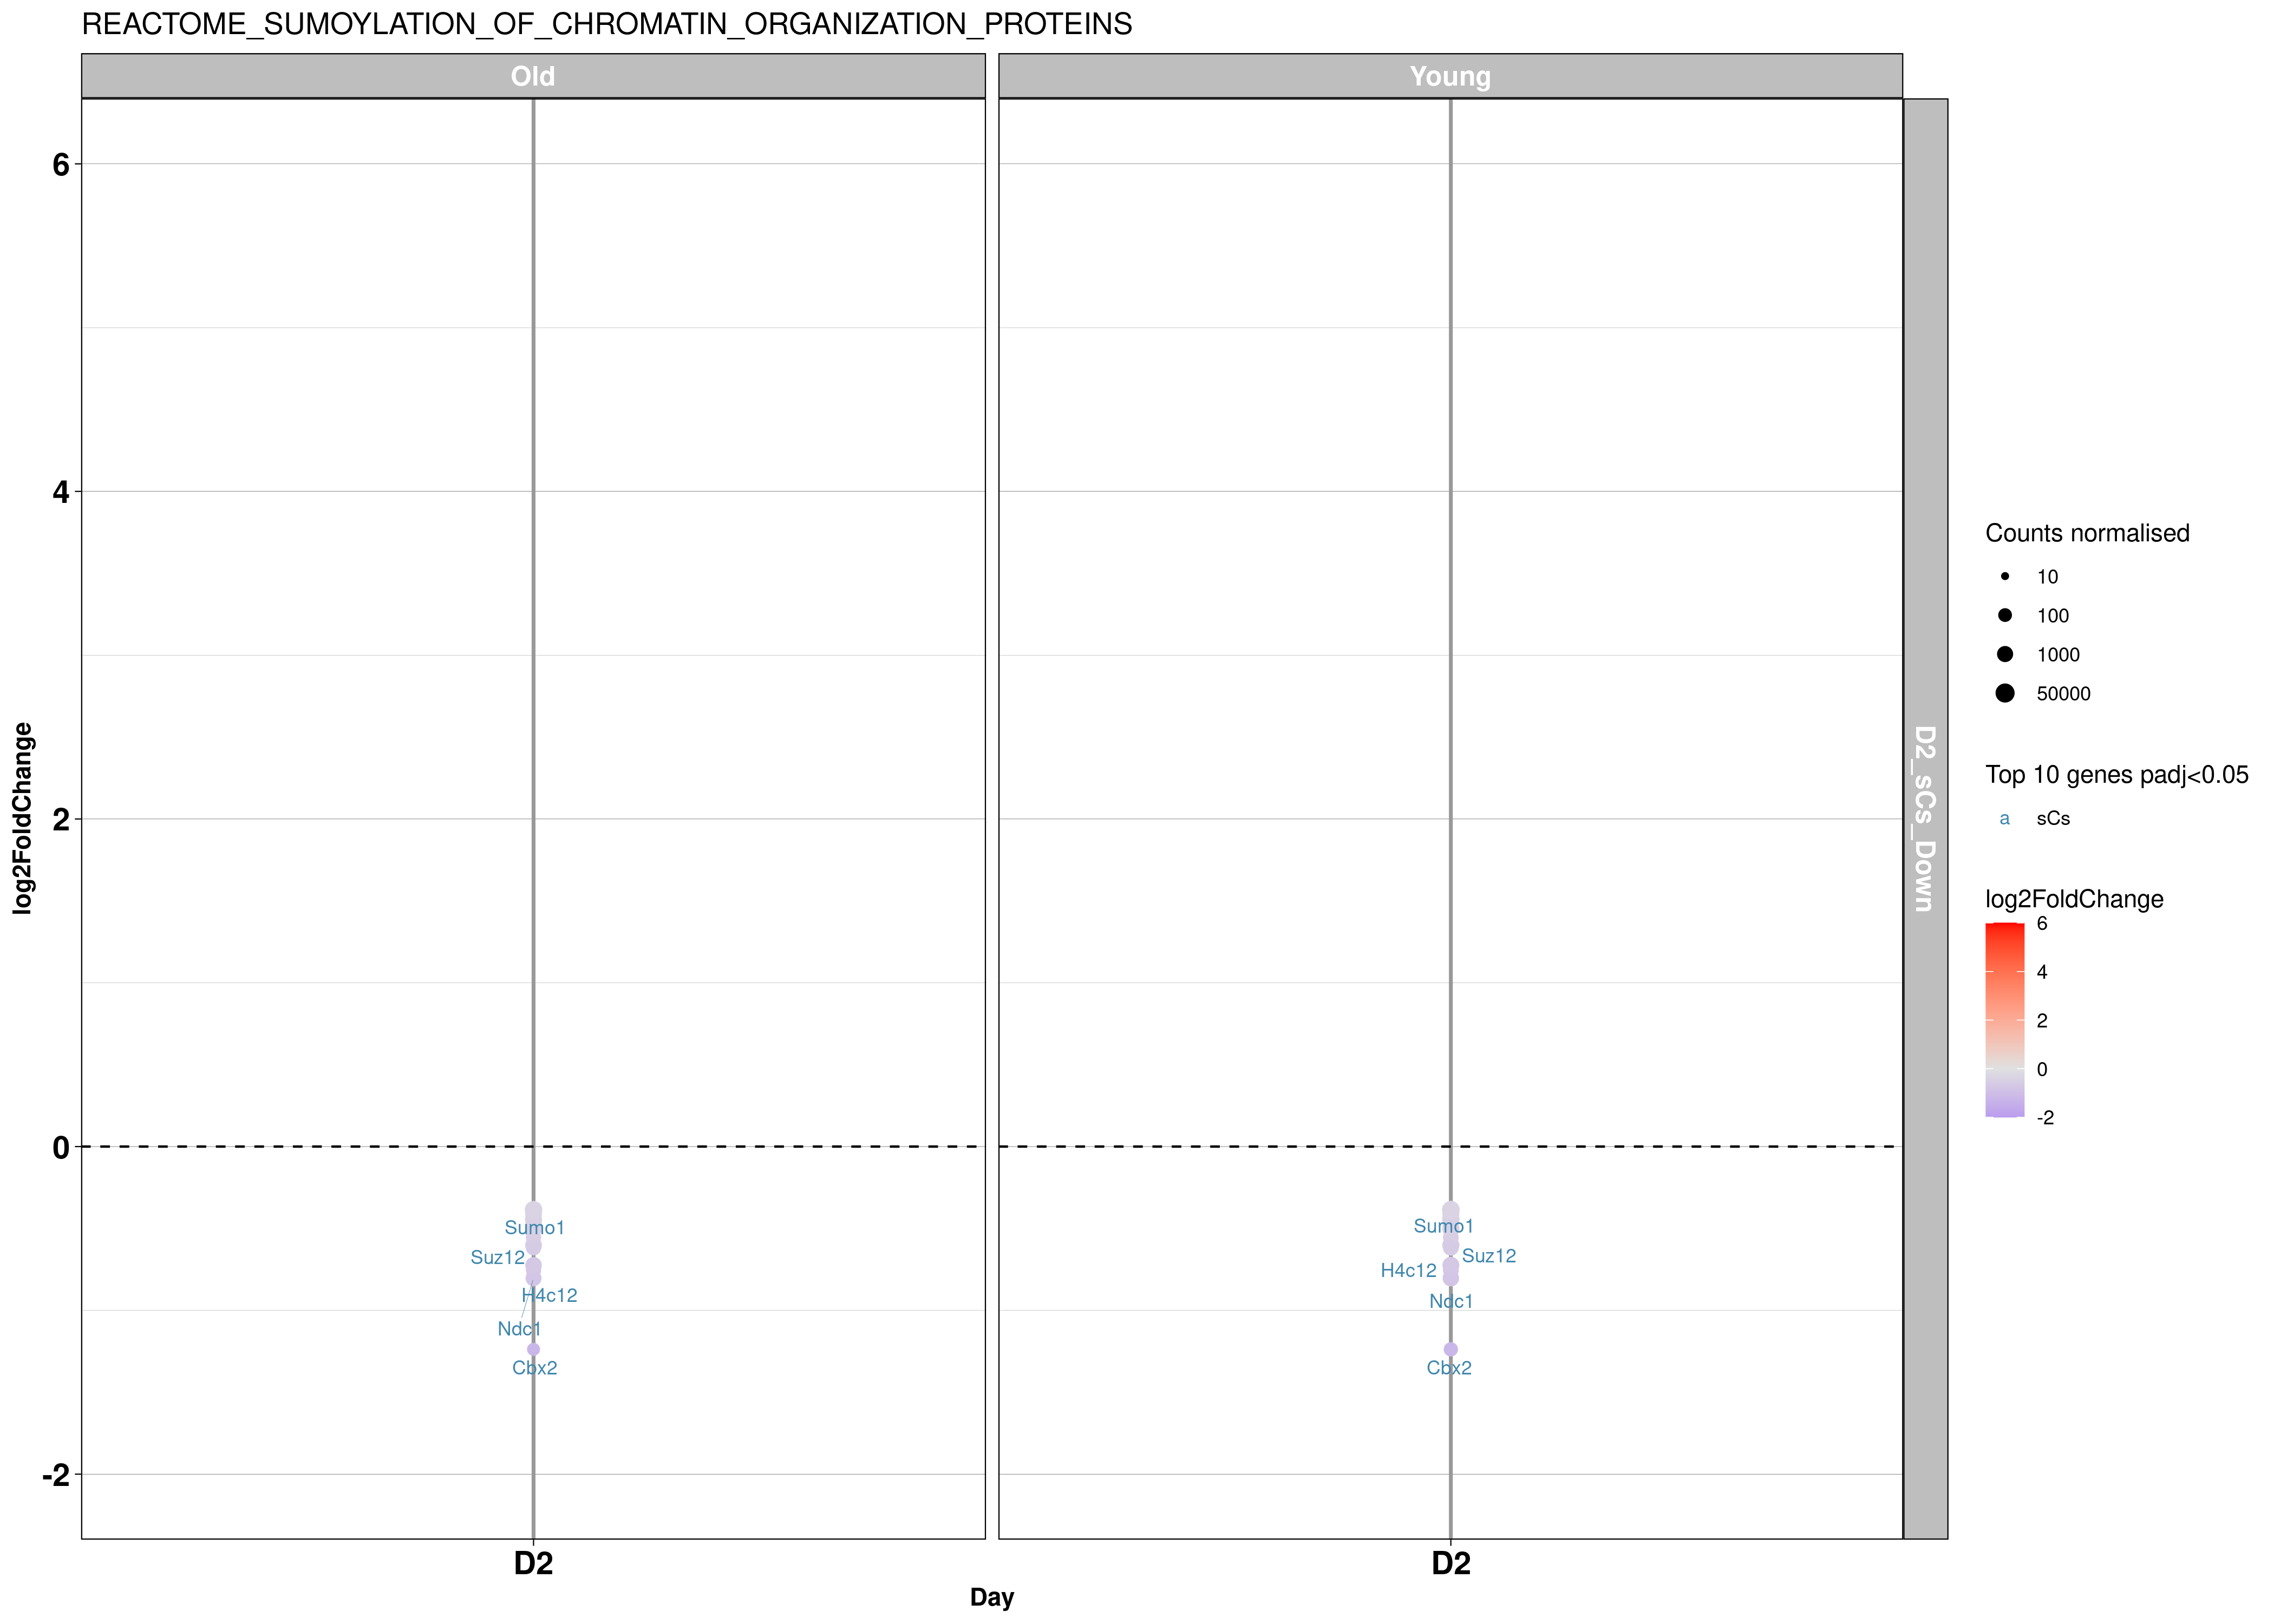 REACTOME_SUMOYLATION_OF_CHROMATIN_ORGANIZATION_PROTEINS
Old
Young
6
4
2
0
-2
log2FoldChange
Sumo1
Suz12
H4c12
Ndc1
Cbx2
Sumo1
Suz12
H4c12
Ndc1
Cbx2
D2_sCs_Down
D2
D2
Day
Counts normalised
10
100
1000
50000
Top 10 genes padj<0.05
a sCs
log2FoldChange
6
4
2
0
-2